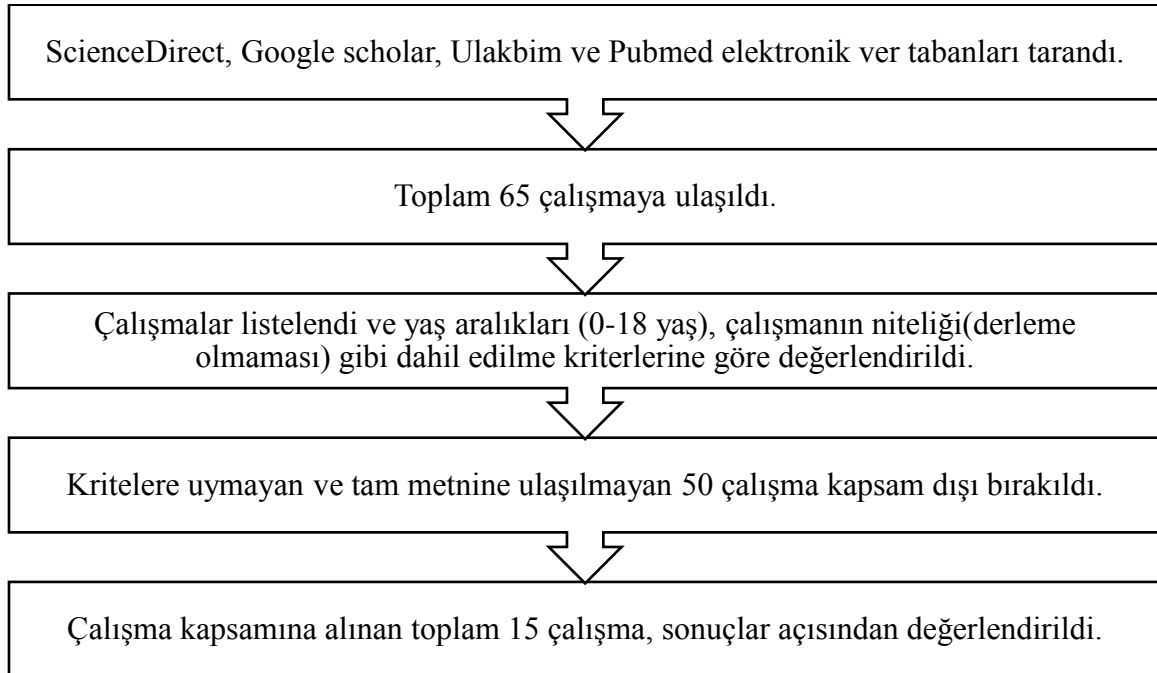 ScienceDirect, Google scholar, Ulakbim ve Pubmed elektronik ver tabanları tarandı.
Toplam 65 çalışmaya ulaşıldı.
Çalışmalar listelendi ve yaş aralıkları (0-18 yaş), çalışmanın niteliği(derleme
olmaması) gibi dahil edilme kriterlerine göre değerlendirildi.
Kritelere uymayan ve tam metnine ulaşılmayan 50 çalışma kapsam dışı bırakıldı.
Çalışma kapsamına alınan toplam 15 çalışma, sonuçlar açısından değerlendirildi.